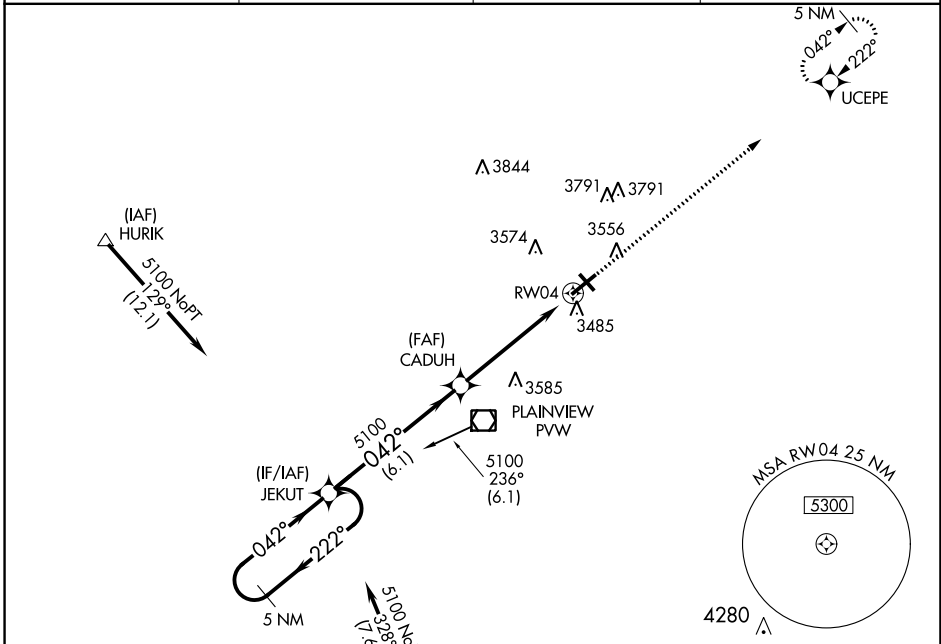 5 NM
042°
222°
UCEPE
3844
3791
3791
(IAF)
HURIK
3574
3556
5100 NoPT
129°
(12.1)
RW04
3485
(FAF)
CADUH
3585
PLAINVIEW
PVW
5100
042°
(6.1)
5100
236°
(6.1)
(IF/IAF)
JEKUT
MSA RW04 25 NM
5300
042°
222°
5 NM
5100
328°
4280